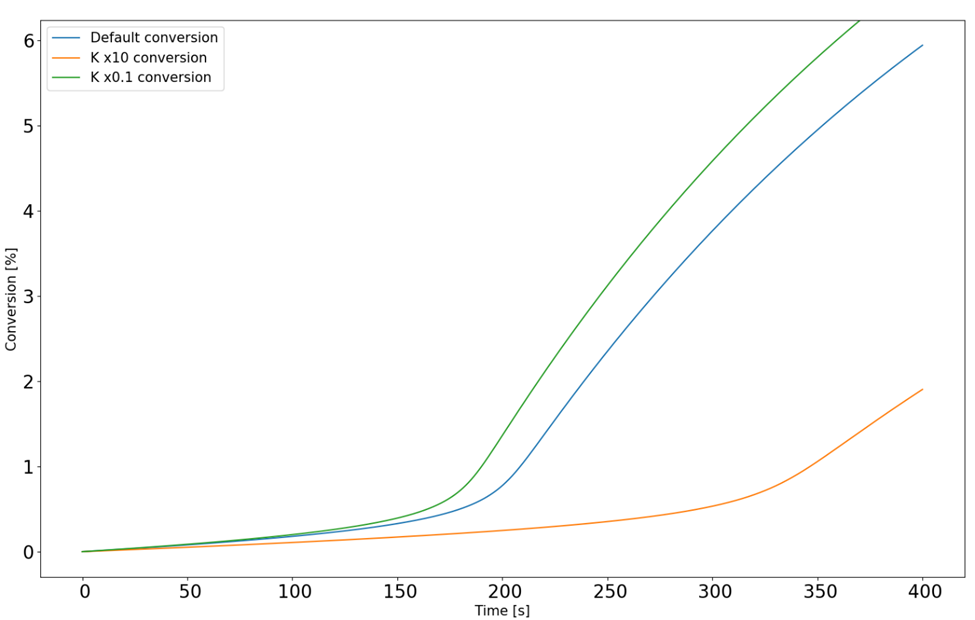 Default conversion
K x10 conversion
K x0.1 conversion
6
5
4
3
2
1
0
Conversion [%]
0 50 100 150 200 250 300 350 400
Time [s]